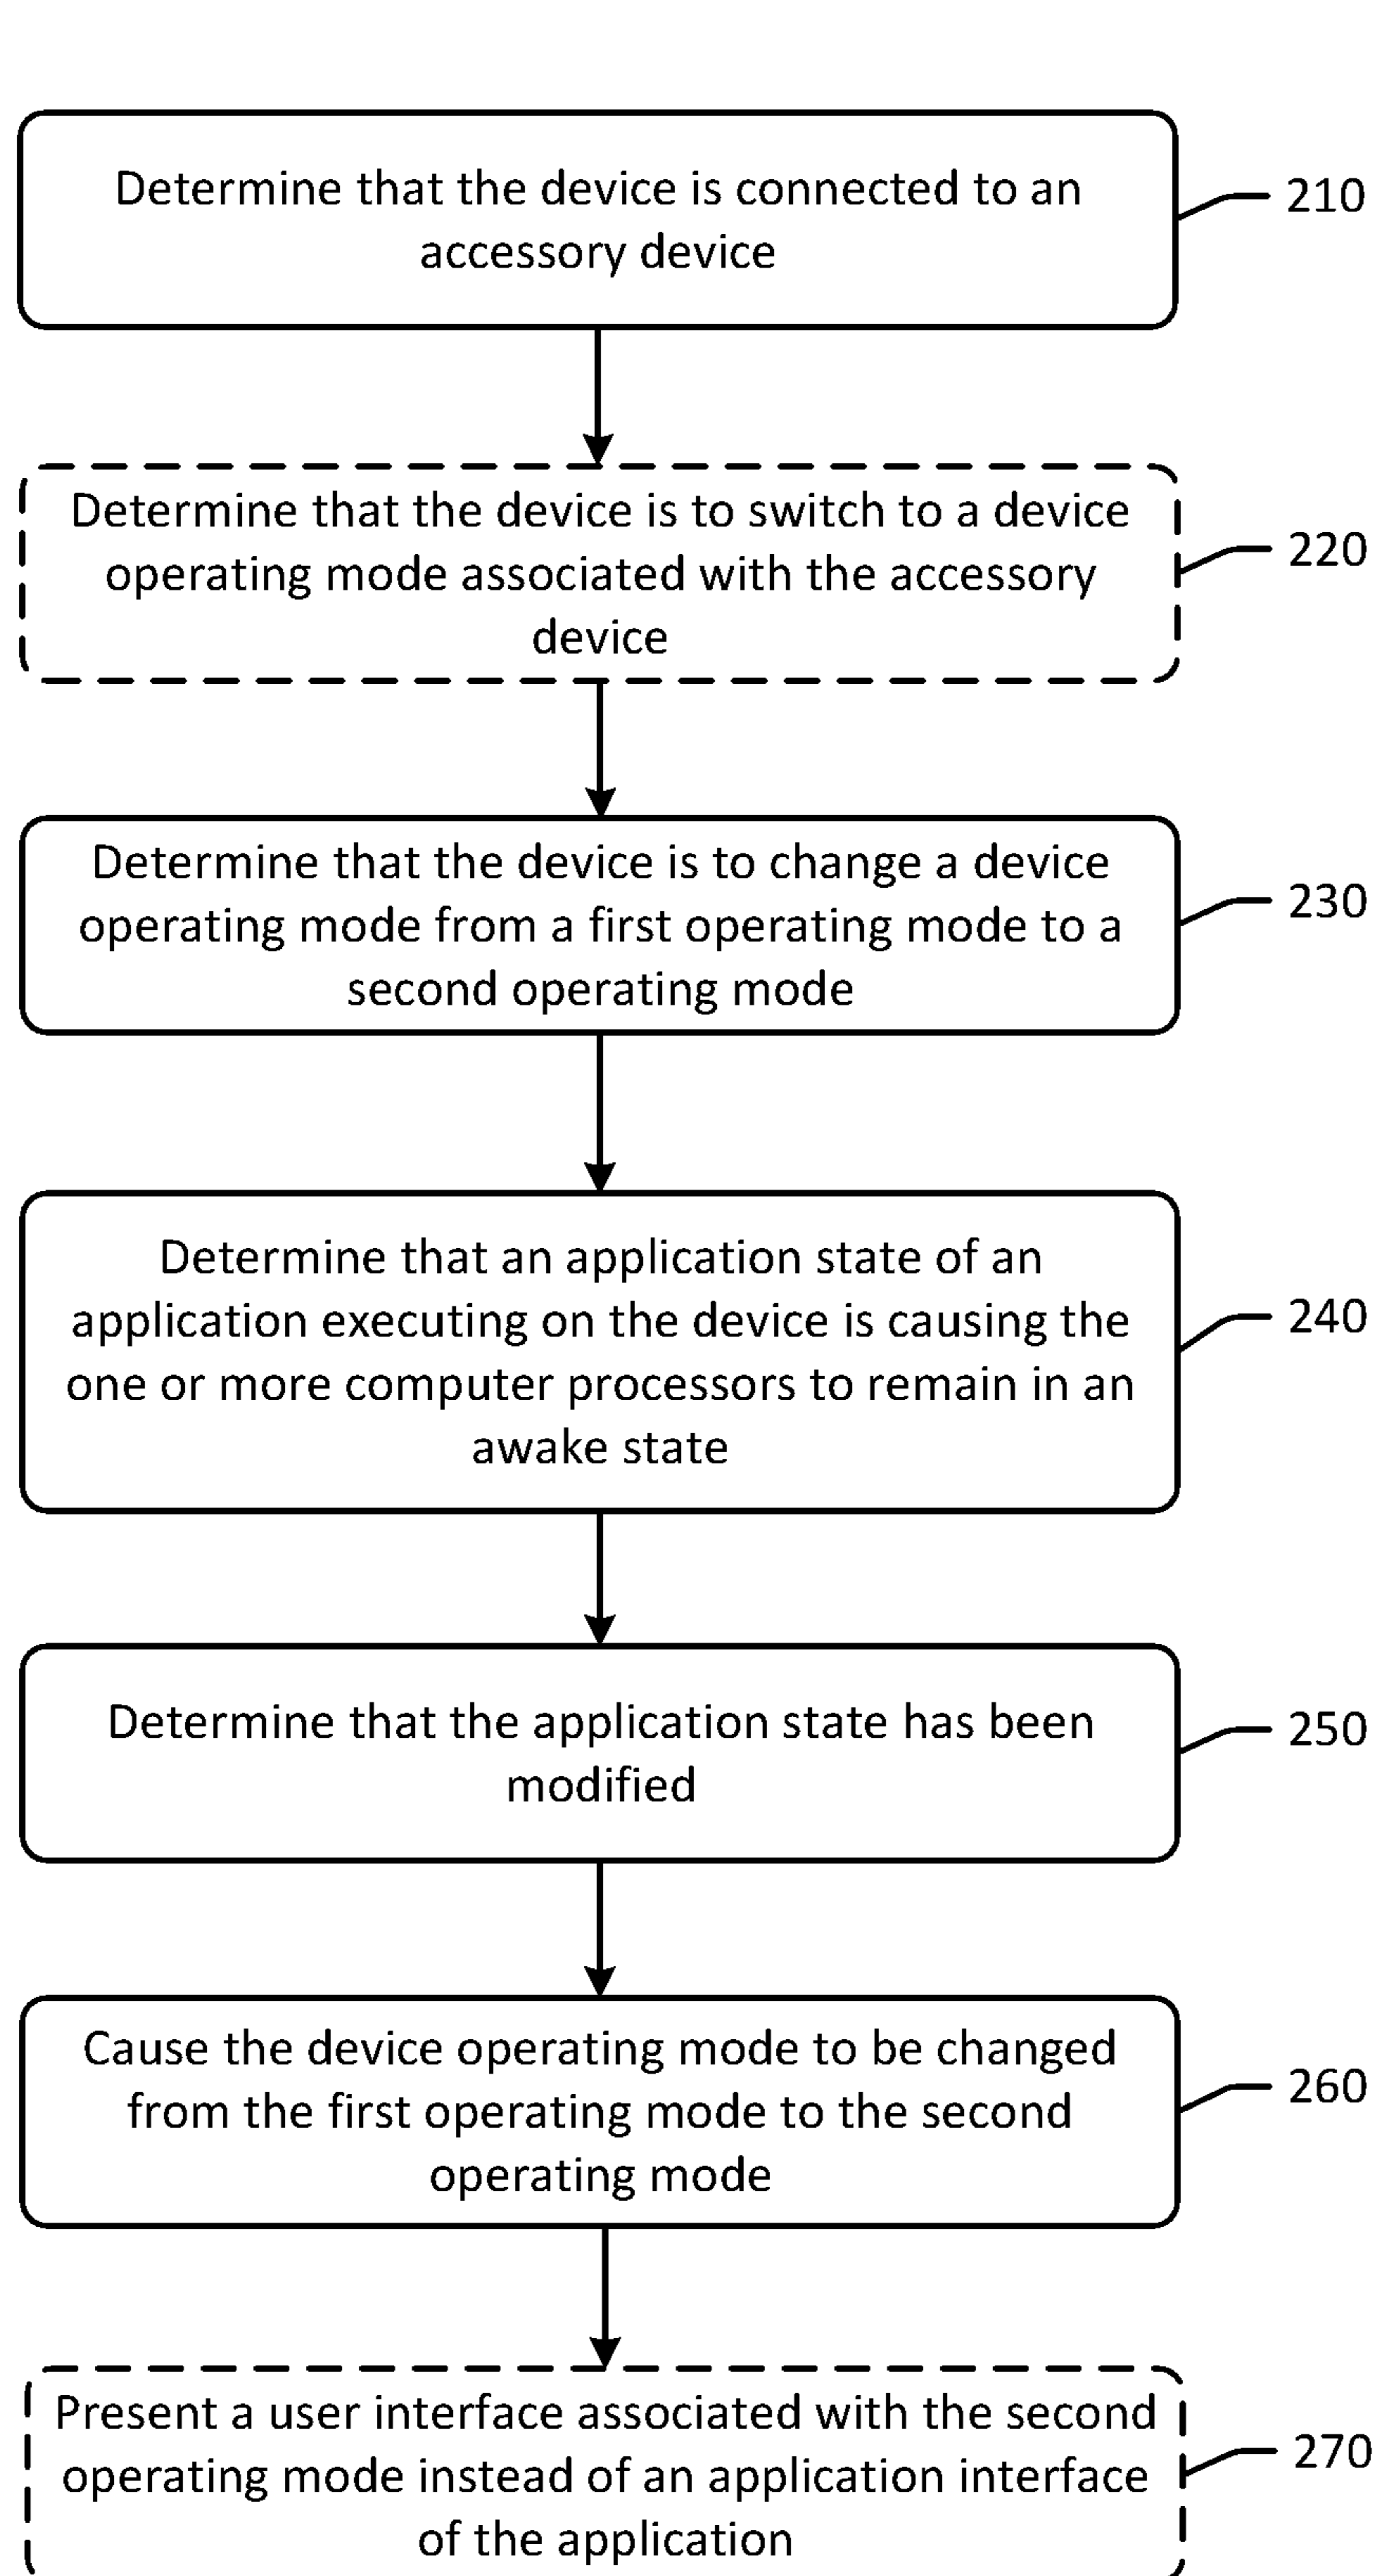 Determine that the device is connected to an
accessory device
210
Determine that the device is to switch to a device
operating mode associated with the accessory
device
220
Determine that the device is to change a device
operating mode from a first operating mode to a
second operating mode
230
Determine that an application state of an
application executing on the device is causing the
one or more computer processors to remain in an
awake state
240
Determine that the application state has been
modified
250
Cause the device operating mode to be changed
from the first operating mode to the second
operating mode
260
Present a user interface associated with the second
operating mode instead of an application interface
of the application
270